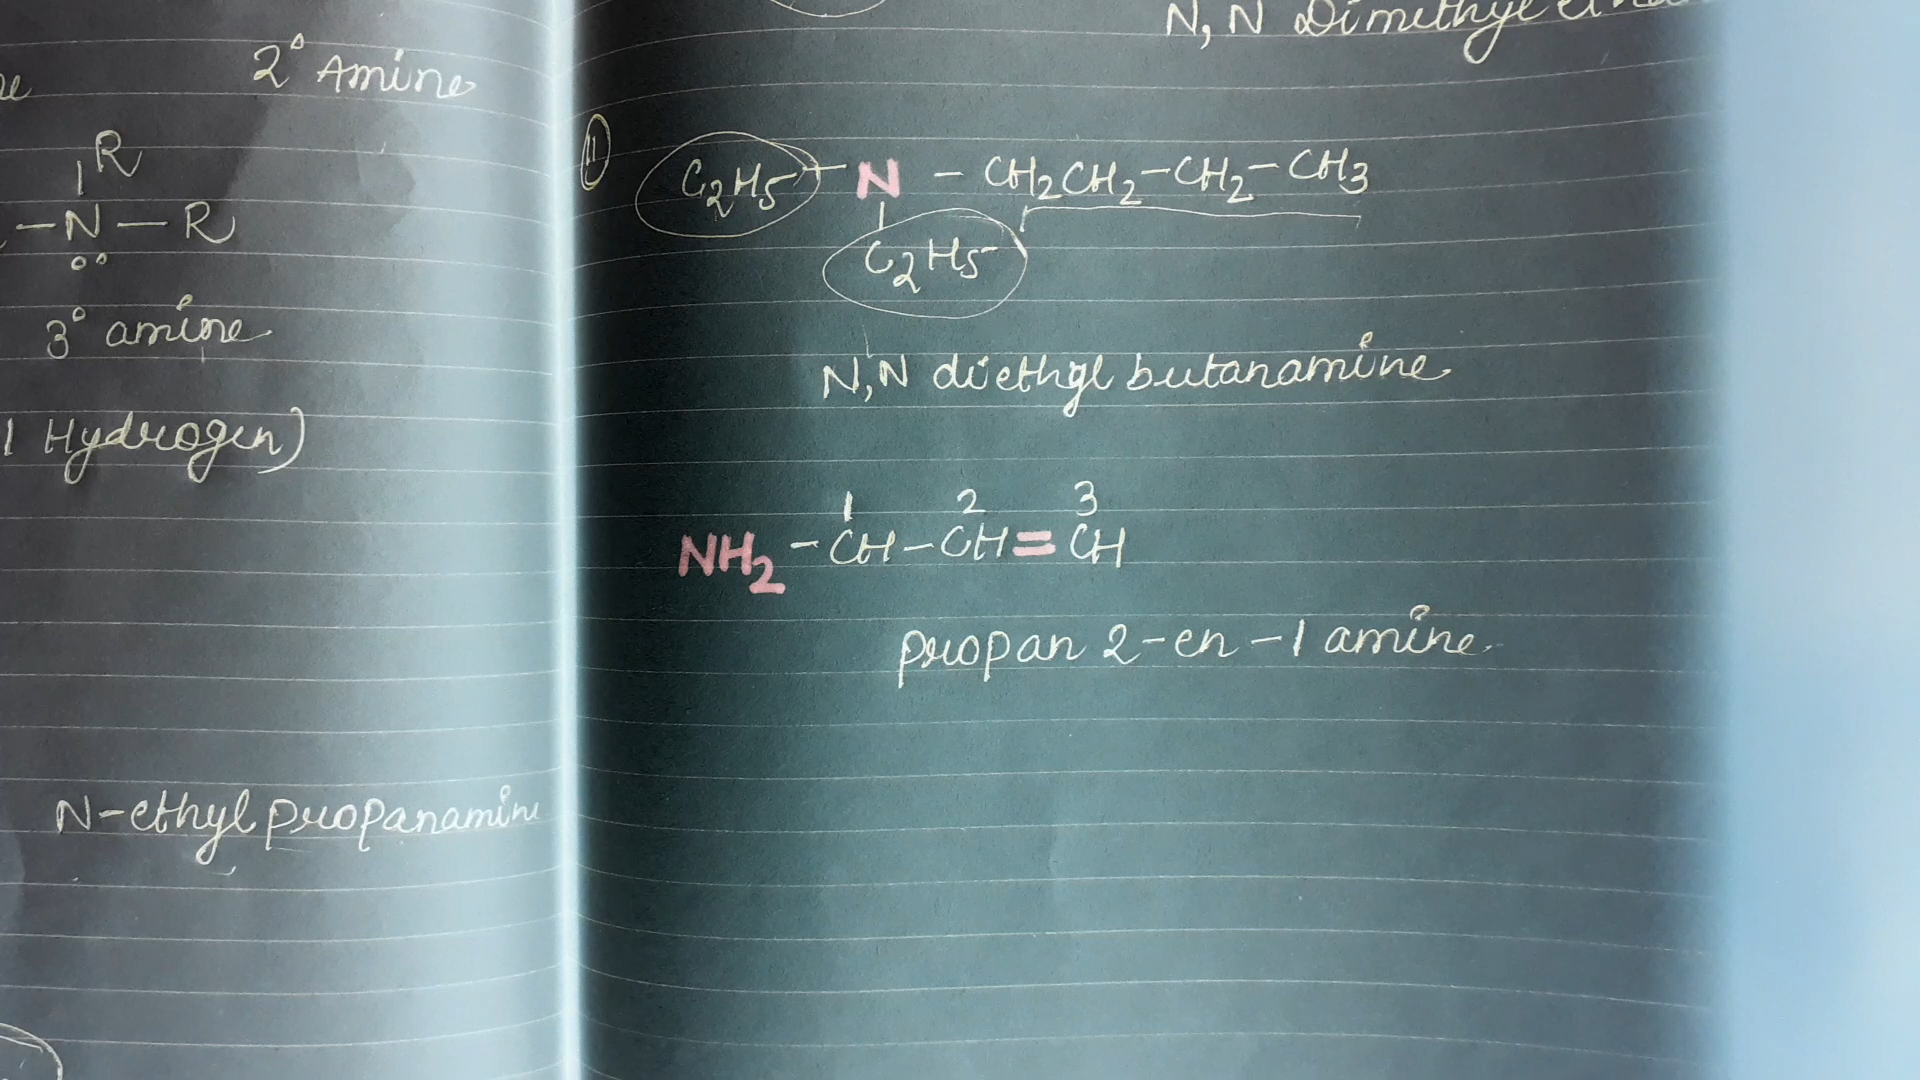 2° Amine
R
-N-R
3° amine
1 Hydrogen)
N-ethyl propanamine
N, N Dimethyl
11
C2H5 - N - CH2CH2-CH2-CH3
C2H5
N,N diethyl butanamine
1 2 3
NH2 - CH - CH = CH
propan 2-en-1 amine